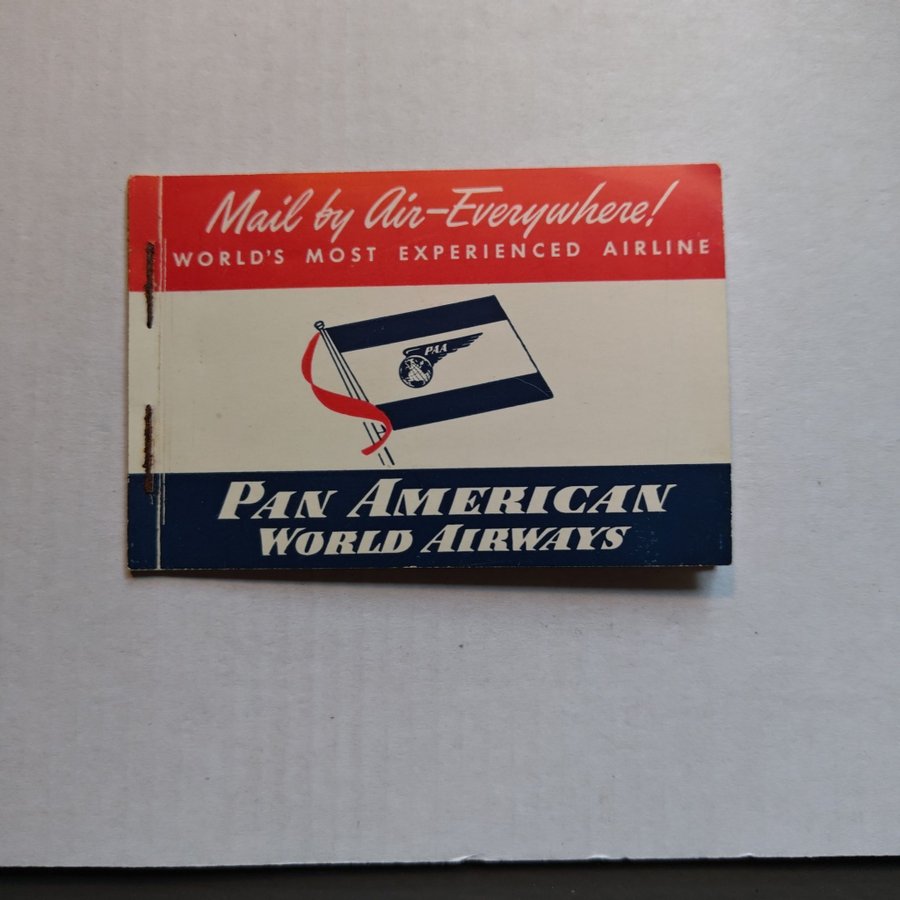 Mail by Air-Everywhere!
WORLD'S MOST EXPERIENCED AIRLINE
PAA
PAN AMERICAN
WORLD AIRWAYS